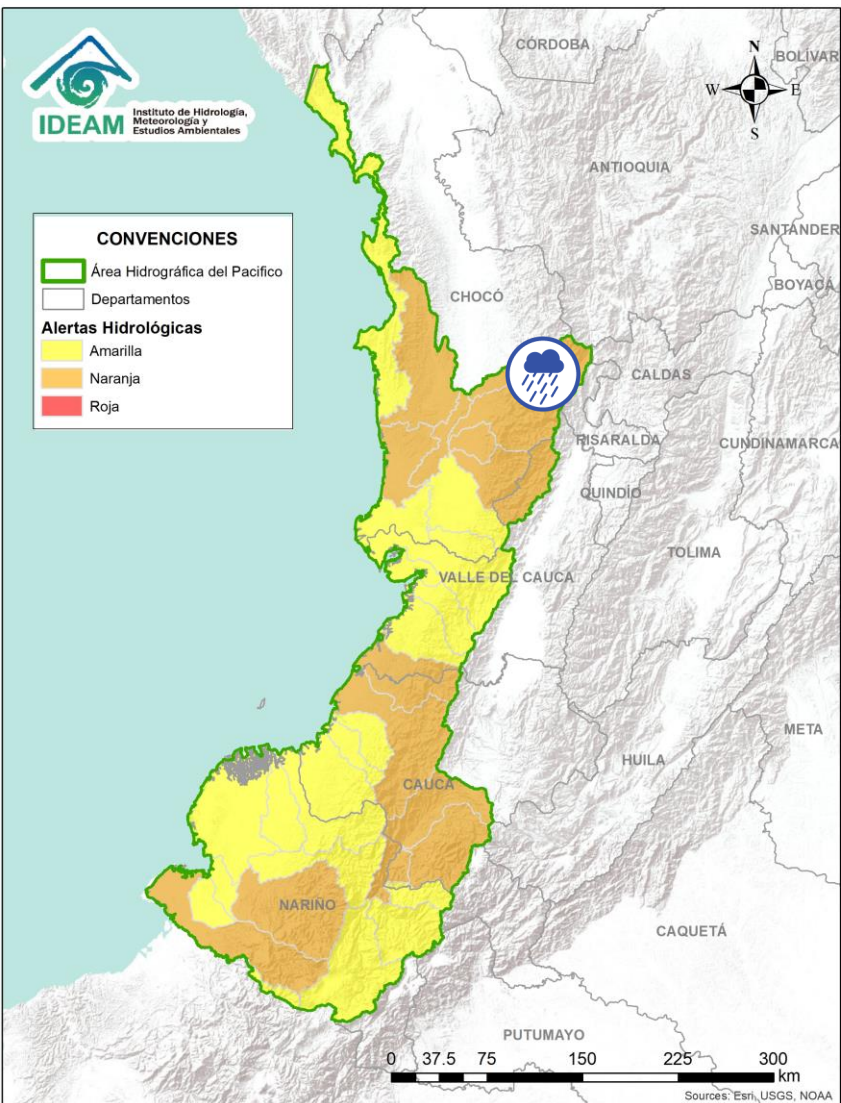 IDEAM
Instituto de Hidrología,
Meteorología y
Estudios Ambientales
CÓRDOBA
BOLÍVAR
N
W
E
S
ANTIOQUIA
SANTANDER
BOYACÁ
CONVENCIONES
Área Hidrográfica del Pacifico
Departamentos
Alertas Hidrológicas
Amarilla
Naranja
Roja
CHOCÓ
CALDAS
RISARALDA
CUNDINAMARCA
QUINDÍO
TOLIMA
VALLE DEL CAUCA
META
HUILA
CAUCA
NARIÑO
CAQUETÁ
PUTUMAYO
0 37.5 75 150 225 300
km
Sources: Esri, USGS, NOAA